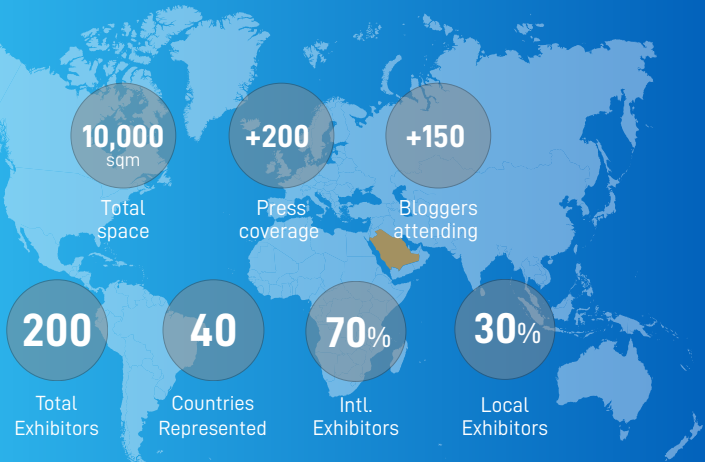 10,000
sqm
Total
space
+200
Press
coverage
+150
Bloggers
attending
200
Total
Exhibitors
40
Countries
Represented
70%
Intl.
Exhibitors
30%
Local
Exhibitors